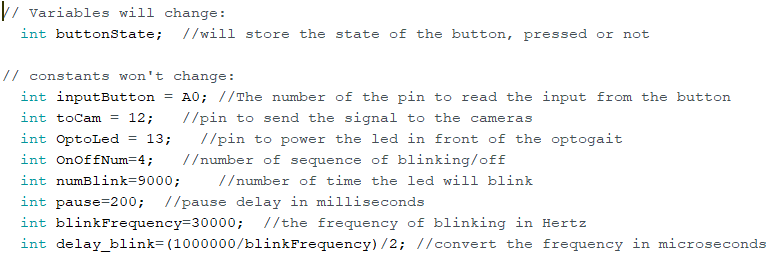 // Variables will change:
int buttonState;  //will store the state of the button, pressed or not
// constants won't change:
int inputButton = A0; //The number of the pin to read the input from the button
int toCam = 12;   //pin to send the signal to the cameras
int OptoLed = 13;   //pin to power the led in front of the optogait
int OnOffNum=4;   //number of sequence of blinking/off
int numBlink=9000;    //number of time the led will blink
int pause=200;  //pause delay in milliseconds
int blinkFrequency=30000;  //the frequency of blinking in Hertz
int delay_blink=(1000000/blinkFrequency)/2; //convert the frequency in microseconds